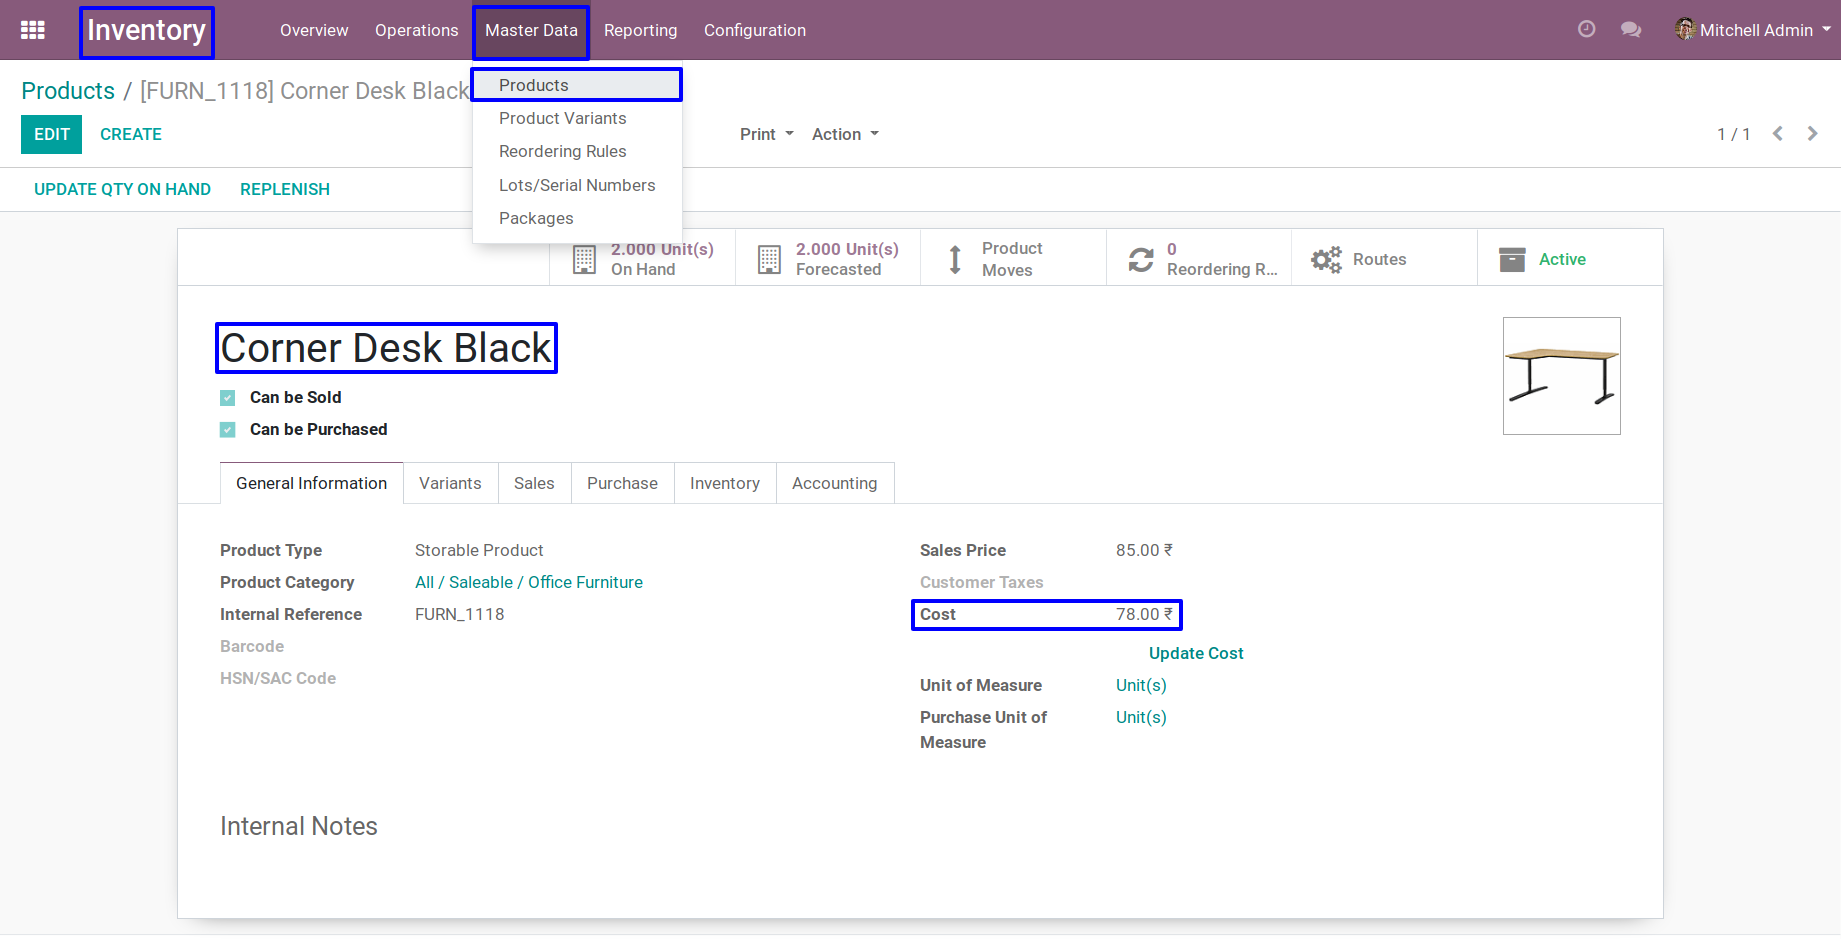 Inventory Overview Operations Master Data Reporting Configuration Mitchell Admin
Products / [FURN_1118] Corner Desk Black
Products
Product Variants
Reordering Rules
Lots/Serial Numbers
Packages
EDIT CREATE Print Action 1 / 1
UPDATE QTY ON HAND REPLENISH
2.000 Unit(s)
On Hand
2.000 Unit(s)
Forecasted
Product
Moves
0
Reordering R...
Routes
Active
Corner Desk Black
Can be Sold
Can be Purchased
General Information Variants Sales Purchase Inventory Accounting
Product Type Storable Product
Product Category All / Saleable / Office Furniture
Internal Reference FURN_1118
Barcode
HSN/SAC Code
Sales Price 85.00 ₹
Customer Taxes
Cost 78.00 ₹
Update Cost
Unit of Measure Unit(s)
Purchase Unit of Unit(s)
Measure
Internal Notes